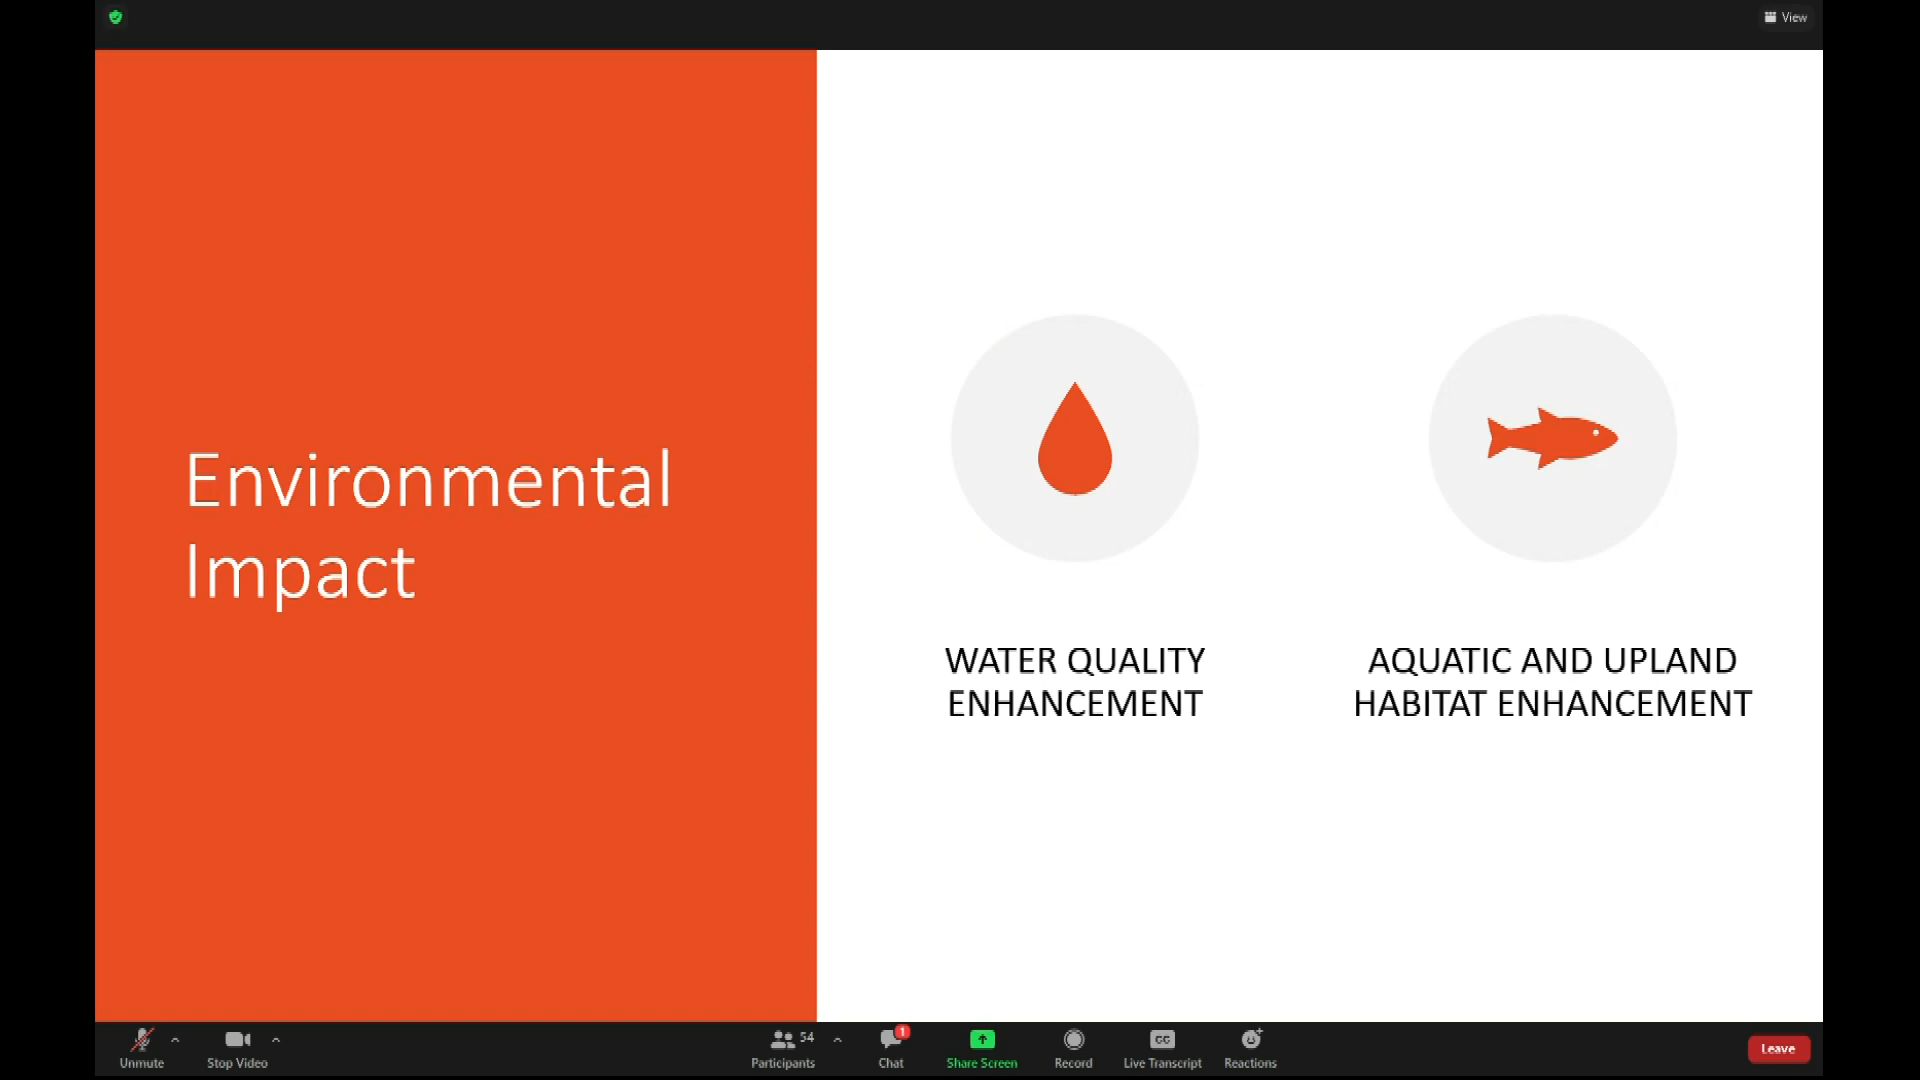 View
Environmental
Impact
WATER QUALITY
ENHANCEMENT
AQUATIC AND UPLAND
HABITAT ENHANCEMENT
Unmute
Stop Video
54
Participants
1
Chat
Share Screen
Record
CC
Live Transcript
Reactions
Leave